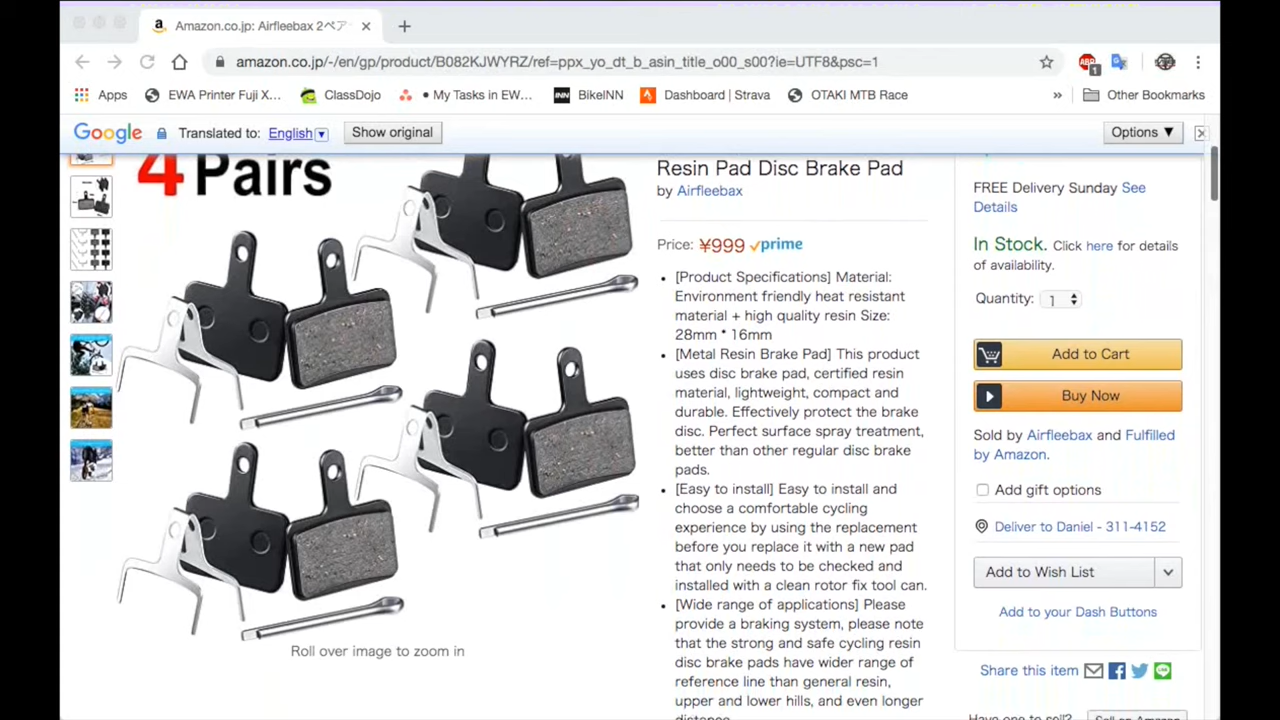 Amazon.co.jp: Airfleebax 2ペア
amazon.co.jp/-/en/gp/product/B082KJWYRZ/ref=ppx_yo_dt_b_asin_title_o00_s00?ie=UTF8&psc=1
ABP
1
Apps
EWA Printer Fuji X...
ClassDojo
• My Tasks in EW...
INN
BikeINN
Dashboard | Strava
OTAKI MTB Race
»
Other Bookmarks
Google
Translated to: English
Show original
Options ▼
4 Pairs
Roll over image to zoom in
Resin Pad Disc Brake Pad
by Airfleebax
Price: ¥999 prime
• [Product Specifications] Material:
Environment friendly heat resistant
material + high quality resin Size:
28mm * 16mm
• [Metal Resin Brake Pad] This product
uses disc brake pad, certified resin
material, lightweight, compact and
durable. Effectively protect the brake
disc. Perfect surface spray treatment,
better than other regular disc brake
pads.
• [Easy to install] Easy to install and
choose a comfortable cycling
experience by using the replacement
before you replace it with a new pad
that only needs to be checked and
installed with a clean rotor fix tool can.
• [Wide range of applications] Please
provide a braking system, please note
that the strong and safe cycling resin
disc brake pads have wider range of
reference line than general resin,
upper and lower hills, and even longer
distance
FREE Delivery Sunday See
Details
In Stock. Click here for details
of availability.
Quantity: 1
Add to Cart
Buy Now
Sold by Airfleebax and Fulfilled
by Amazon.
Add gift options
Deliver to Daniel - 311-4152
Add to Wish List
Add to your Dash Buttons
Share this item
LINE
Have one to sell?
Sell on Amazon